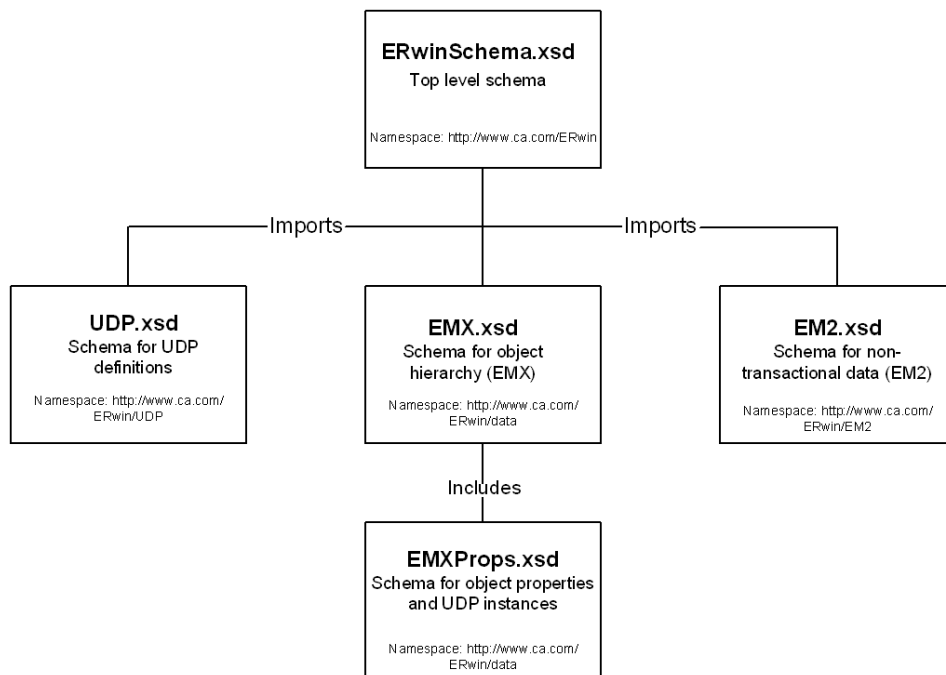 ERwinSchema.xsd
Top level schema
Namespace: http://www.ca.com/ERwin
Imports
Imports
UDP.xsd
Schema for UDP
definitions
Namespace: http://www.ca.com/
ERwin/UDP
EMX.xsd
Schema for object
hierarchy (EMX)
Namespace: http://www.ca.com/
ERwin/data
EM2.xsd
Schema for non-
transactional data (EM2)
Namespace: http://www.ca.com/
ERwin/EM2
Includes
EMXProps.xsd
Schema for object properties
and UDP instances
Namespace: http://www.ca.com/
ERwin/data